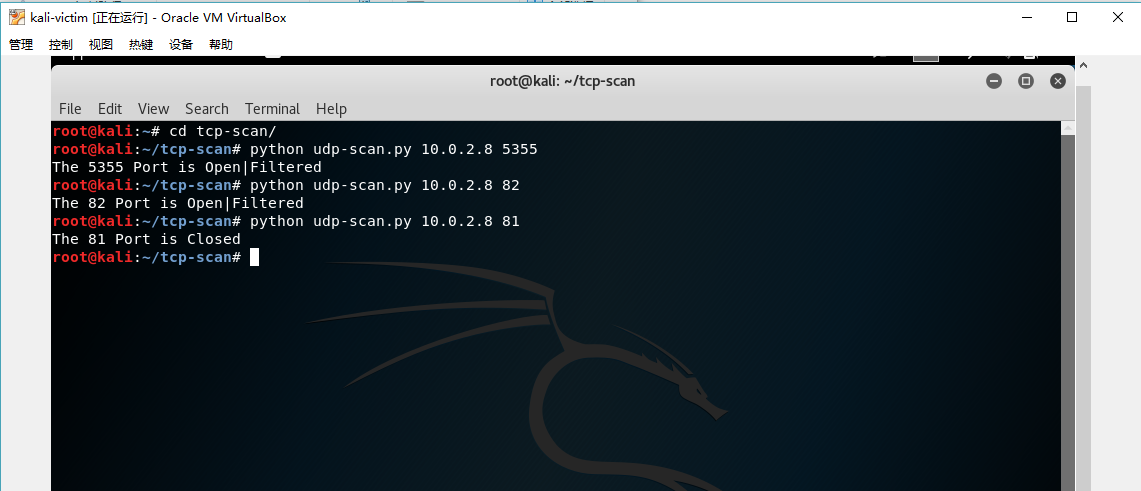 kali-victim [正在运行] - Oracle VM VirtualBox
管理 控制 视图 热键 设备 帮助
root@kali: ~/tcp-scan
File Edit View Search Terminal Help
root@kali:~# cd tcp-scan/
root@kali:~/tcp-scan# python udp-scan.py 10.0.2.8 5355
The 5355 Port is Open|Filtered
root@kali:~/tcp-scan# python udp-scan.py 10.0.2.8 82
The 82 Port is Open|Filtered
root@kali:~/tcp-scan# python udp-scan.py 10.0.2.8 81
The 81 Port is Closed
root@kali:~/tcp-scan#